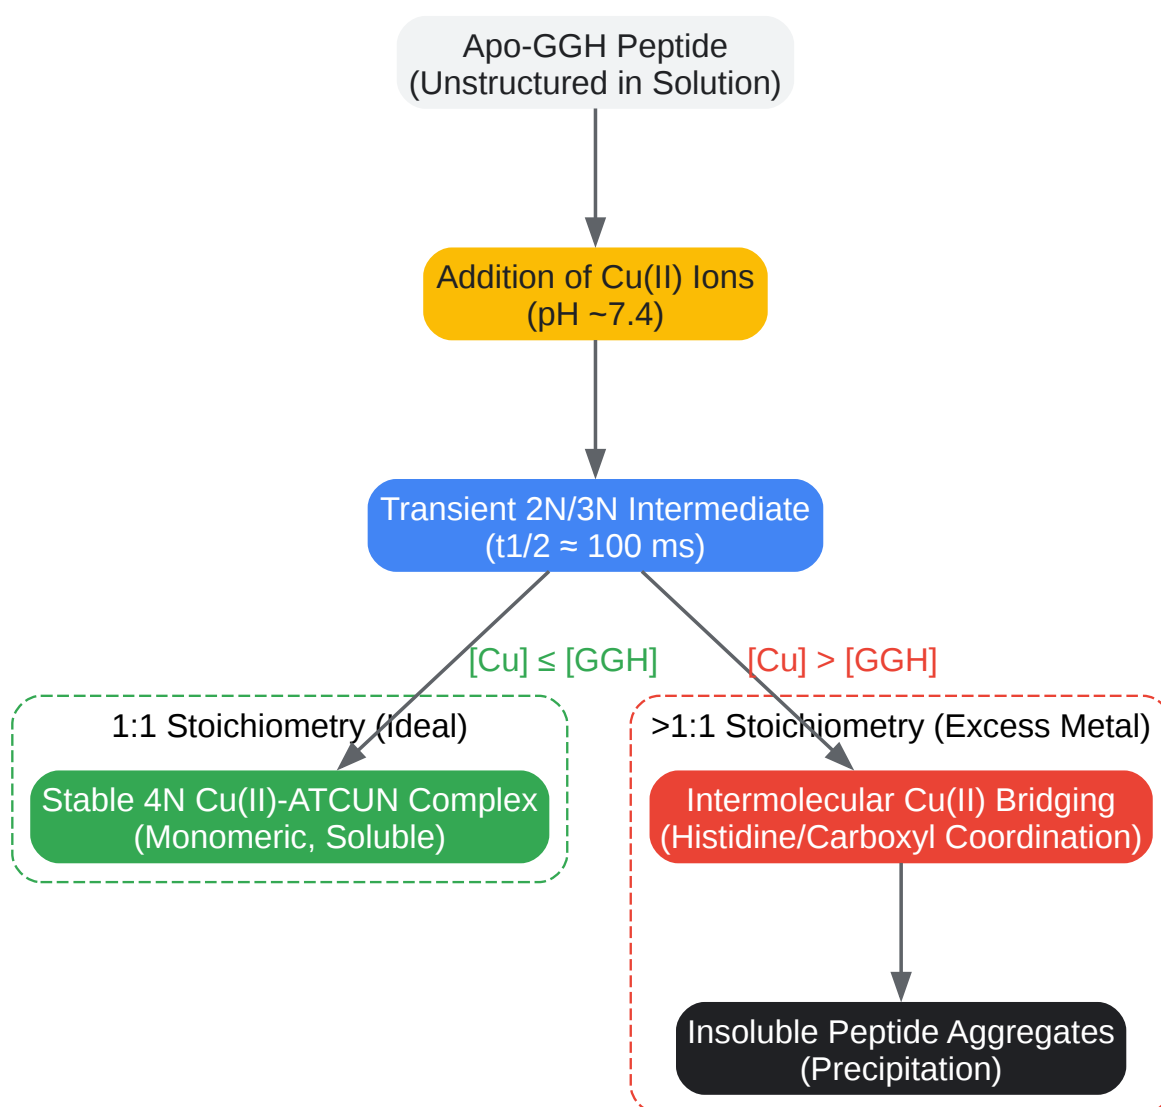 Apo-GGH Peptide
(Unstructured in Solution)
Addition of Cu(II) Ions
(pH ~7.4)
Transient 2N/3N Intermediate
(t1/2 ≈ 100 ms)
[Cu] ≤ [GGH]
[Cu] > [GGH]
1:1 Stoichiometry (Ideal)
>1:1 Stoichiometry (Excess Metal)
Stable 4N Cu(II)-ATCUN Complex
(Monomeric, Soluble)
Intermolecular Cu(II) Bridging
(Histidine/Carboxyl Coordination)
Insoluble Peptide Aggregates
(Precipitation)